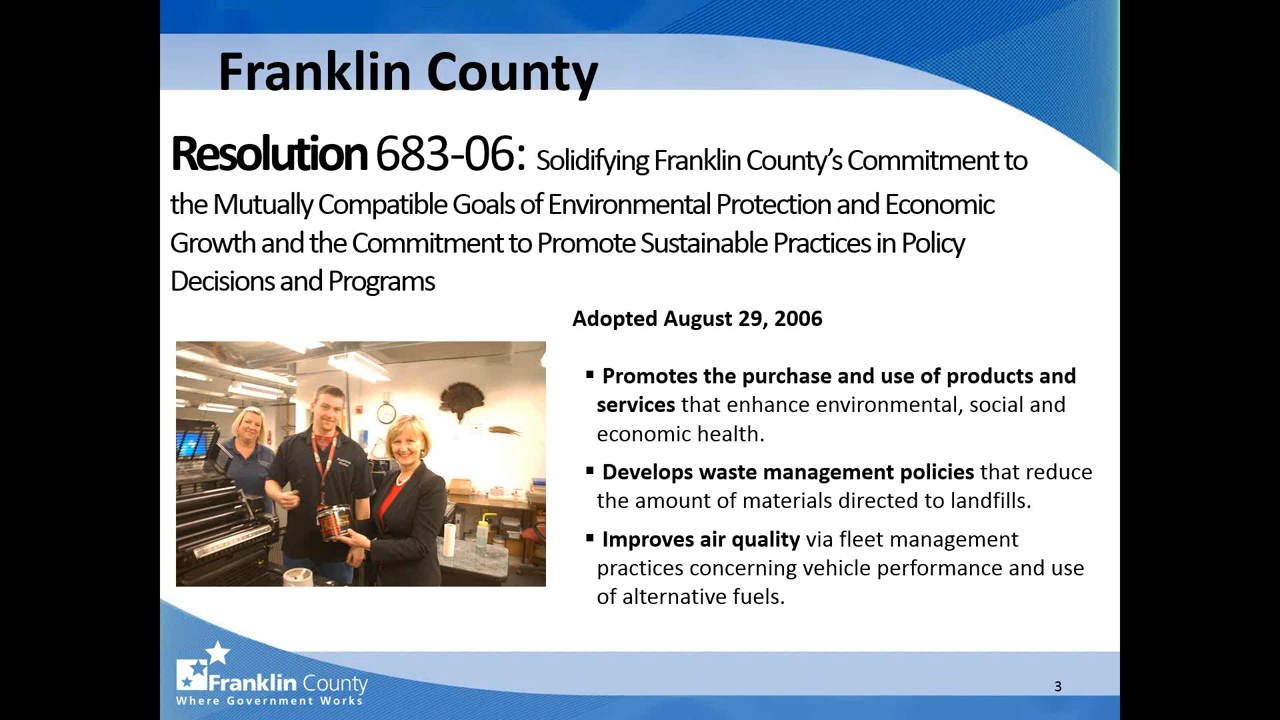 Franklin County
Resolution 683-06: Solidifying Franklin County’s Commitment to
the Mutually Compatible Goals of Environmental Protection and Economic
Growth and the Commitment to Promote Sustainable Practices in Policy
Decisions and Programs
Adopted August 29, 2006
▪ Promotes the purchase and use of products and
services that enhance environmental, social and
economic health.
▪ Develops waste management policies that reduce
the amount of materials directed to landfills.
▪ Improves air quality via fleet management
practices concerning vehicle performance and use
of alternative fuels.
Franklin County
Where Government Works
3